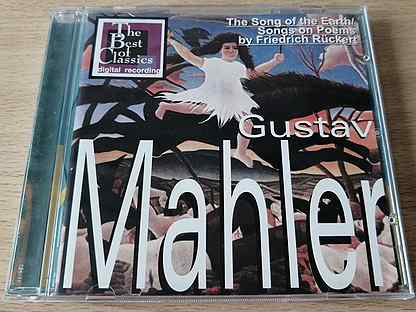 The
Best
of
Classics
digital recording
The Song of the Earth/
Songs on Poems
by Friedrich Rückert
Gustav
Mahler